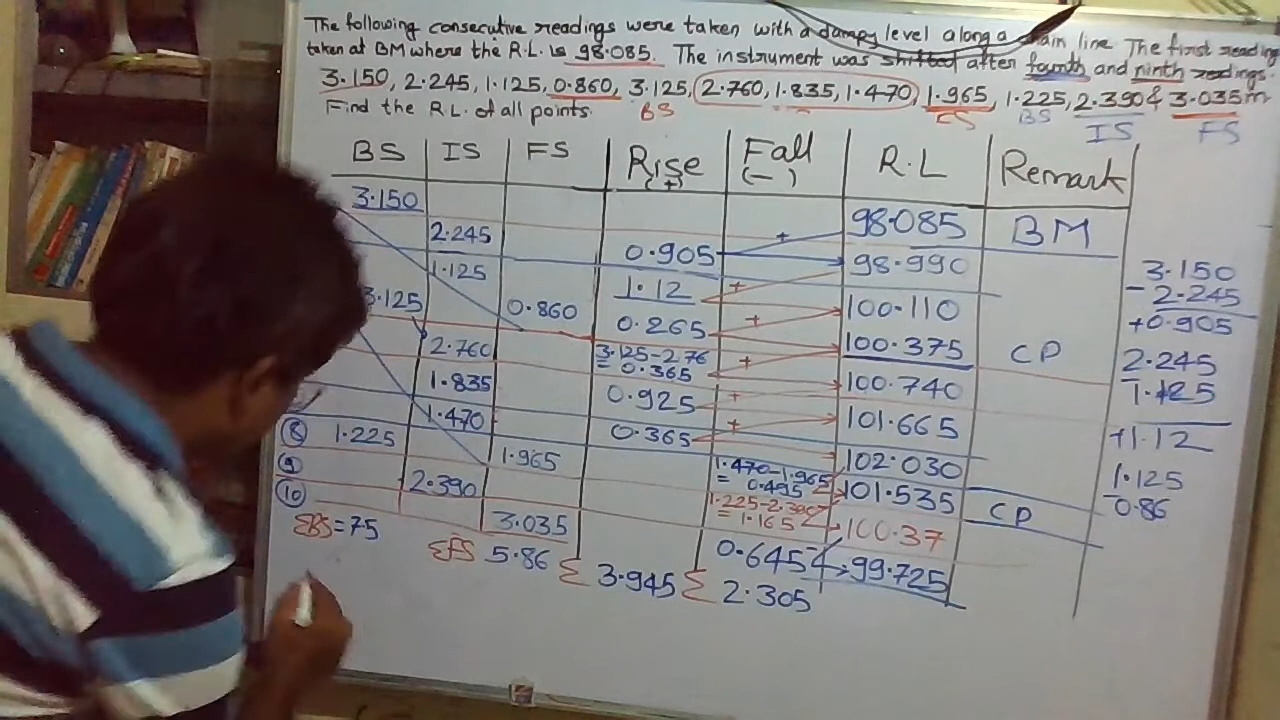 The following consecutive readings were taken with a dumpy level along a chain line The first reading
taken at BM where the R.L. is 98.085. The instrument was shifted after fourth and ninth readings.
3.150, 2.245, 1.125, 0.860, 3.125, 2.760, 1.835, 1.470, 1.965, 1.225, 2.390 & 3.035m
Find the R.L. of all points. BS CS BS IS FS
BS IS FS Rise Fall R.L Remark
(+) (-)
3.150 98.085 BM
2.245 0.905 + 98.990
1.125 1.12 + 100.110
3.125 0.860 0.265 + 100.375 CP
2.760 3.125-2.76 = 0.365 + 100.740
1.835 0.925 + 101.665
1.470 0.365 + 102.030
8 1.225 1.965 1.470-1.965 = 0.495 101.535 CP
9 2.390 1.225-2.390 = 1.165 100.37
10 3.035 0.645 99.725
ΣBS=75 ΣFS 5.86 Σ 3.945 Σ 2.305
3.150
- 2.245
+0.905
2.245
- 1.125
+1.12
1.125
- 0.86